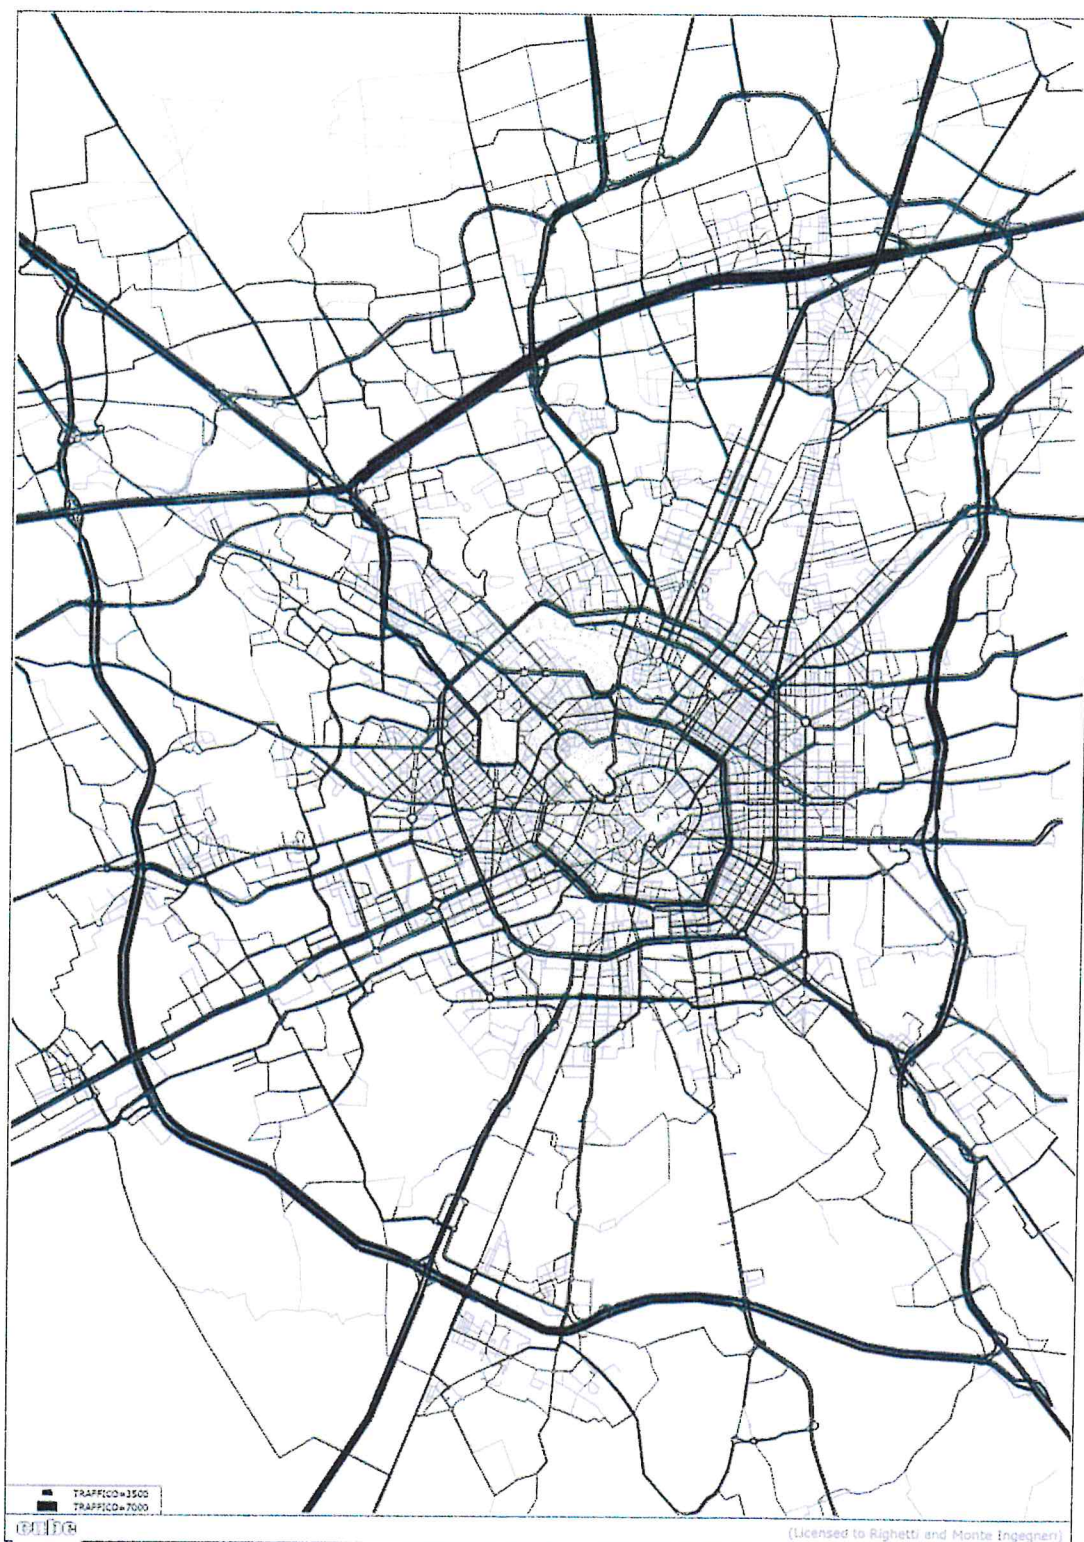 TRAFFICO=3500
TRAFFICO=7000
cube
(Licensed to Righetti and Monte Ingegneri)